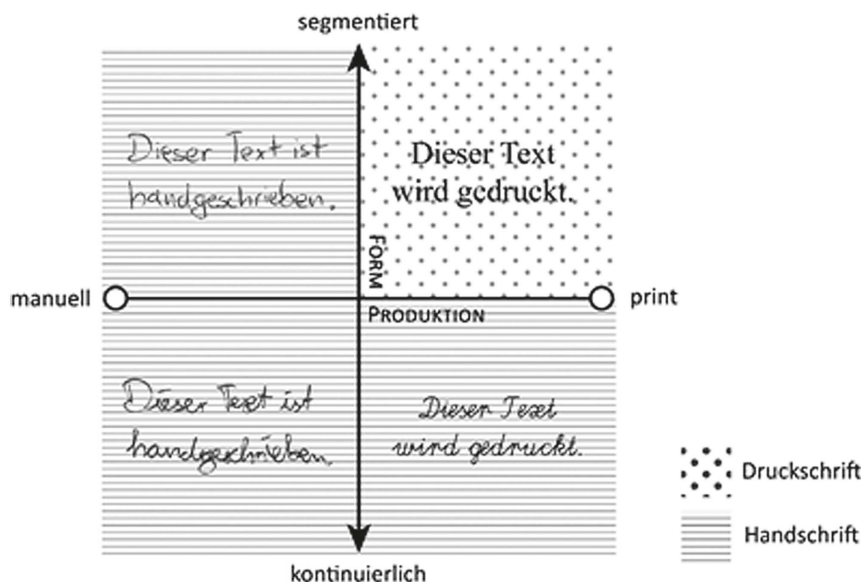 segmentiert
Dieser Text ist
handgeschrieben.
Dieser Text
wird gedruckt.
FORM
manuell
print
PRODUKTION
Dieser Text ist
handgeschrieben.
Dieser Text
wird gedruckt.
Druckschrift
Handschrift
kontinuierlich